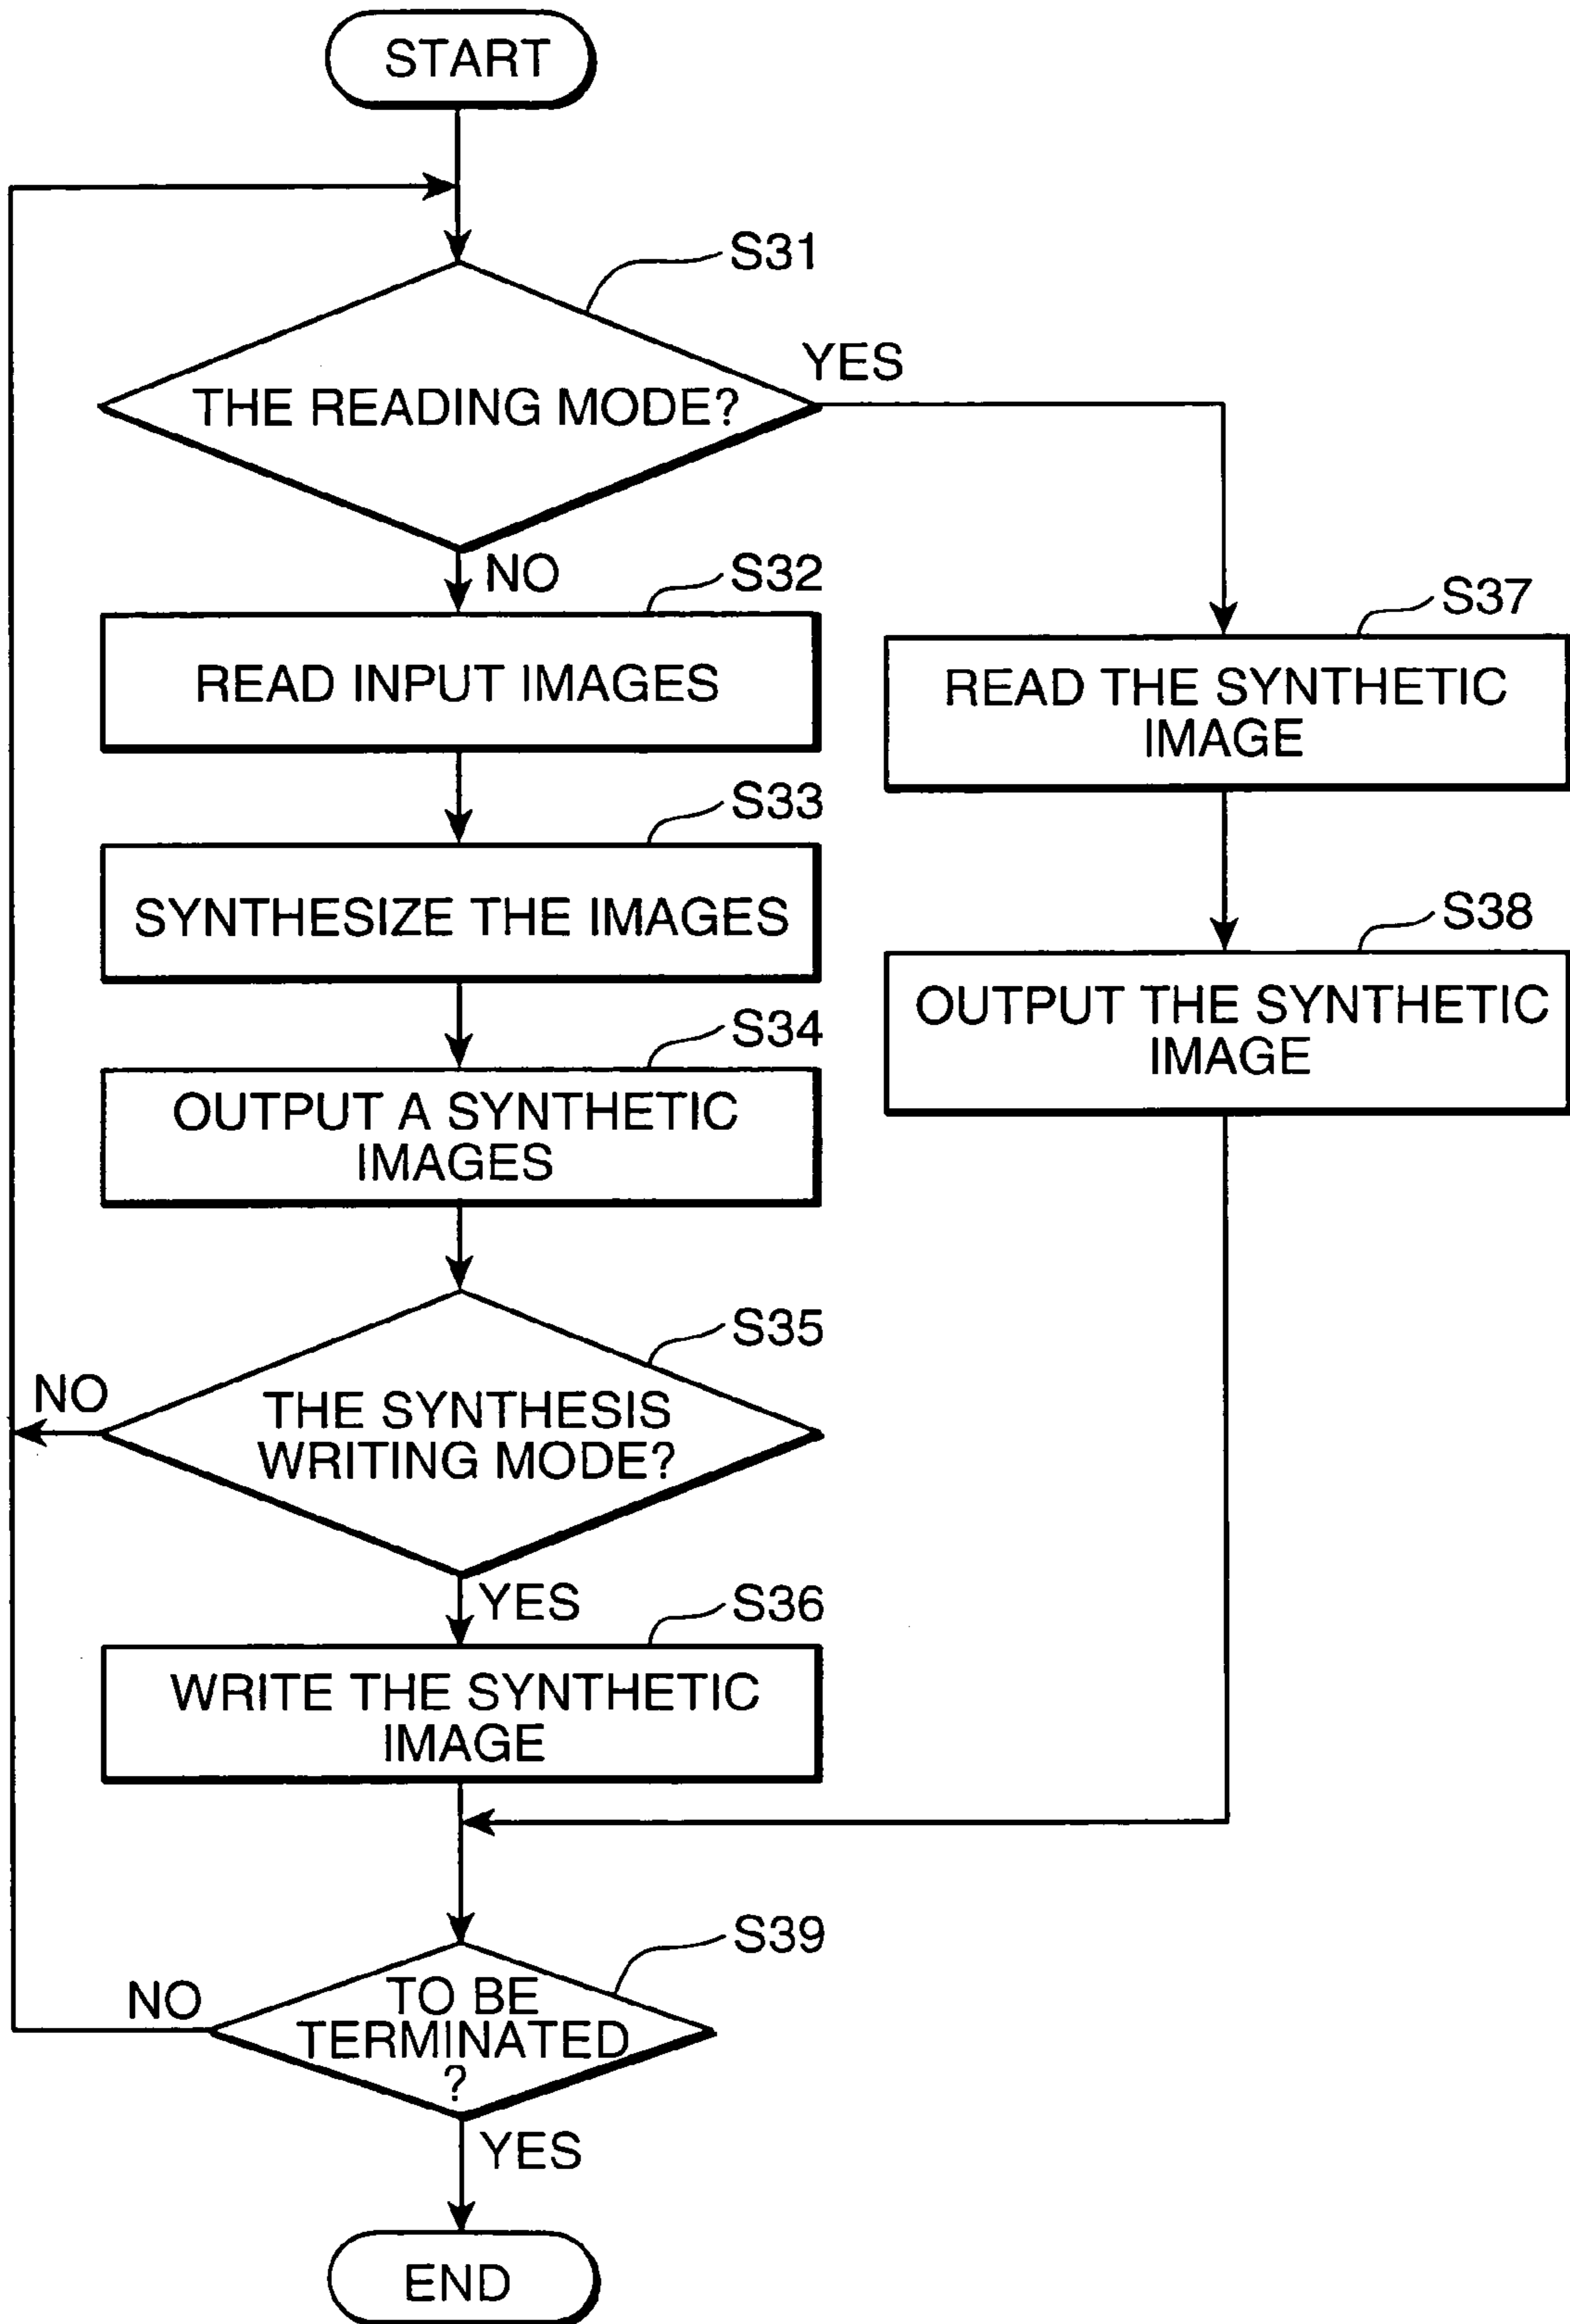 START
S31
THE READING MODE?
YES
NO
S32
READ INPUT IMAGES
S37
READ THE SYNTHETIC
IMAGE
S33
SYNTHESIZE THE IMAGES
S38
OUTPUT THE SYNTHETIC
IMAGE
S34
OUTPUT A SYNTHETIC
IMAGES
S35
NO
THE SYNTHESIS
WRITING MODE?
YES
S36
WRITE THE SYNTHETIC
IMAGE
S39
NO
TO BE
TERMINATED
?
YES
END